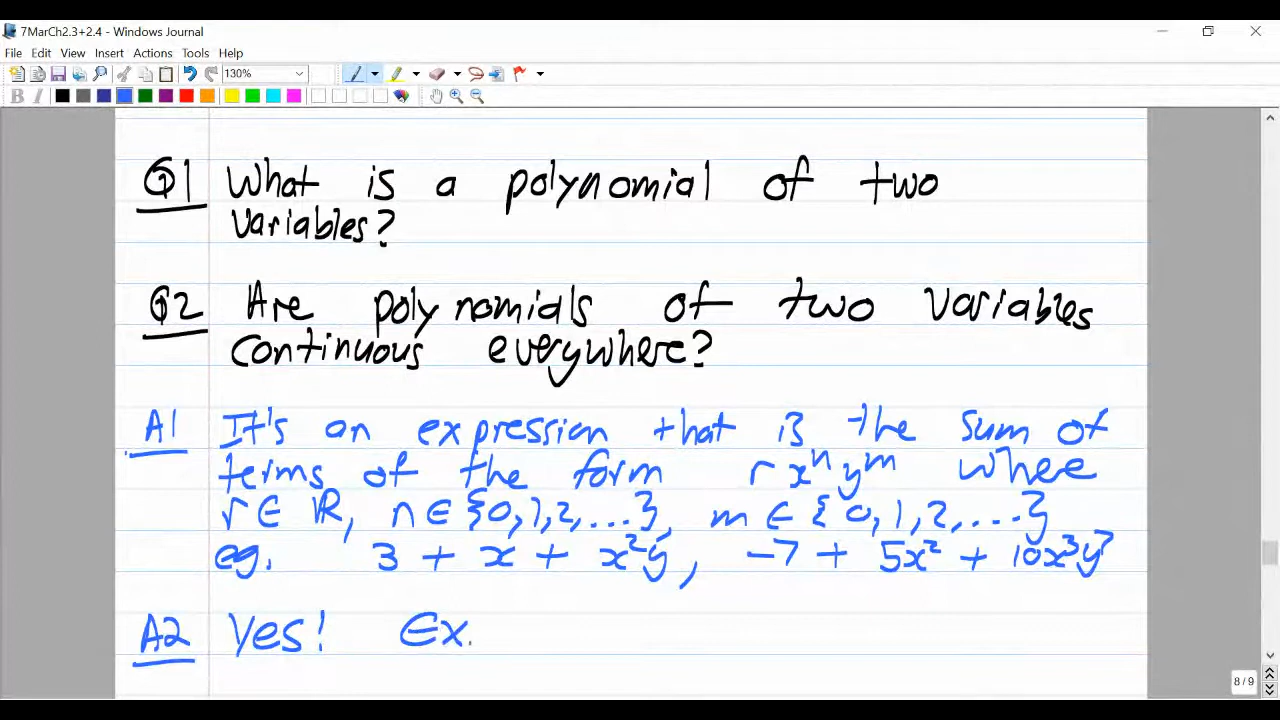 7MarCh2.3+2.4 - Windows Journal
File Edit View Insert Actions Tools Help
130%
B I
Q1 What is a polynomial of two
variables?
Q2 Are polynomials of two variables
continuous everywhere?
A1 It's an expression that is the sum of
terms of the form r xⁿ yᵐ where
r ∈ ℝ, n ∈ {0, 1, 2, ...}, m ∈ {0, 1, 2, ...}
eg. 3 + x + x²y, -7 + 5x² + 10x³y⁷
A2 Yes! Ex.
8 / 9